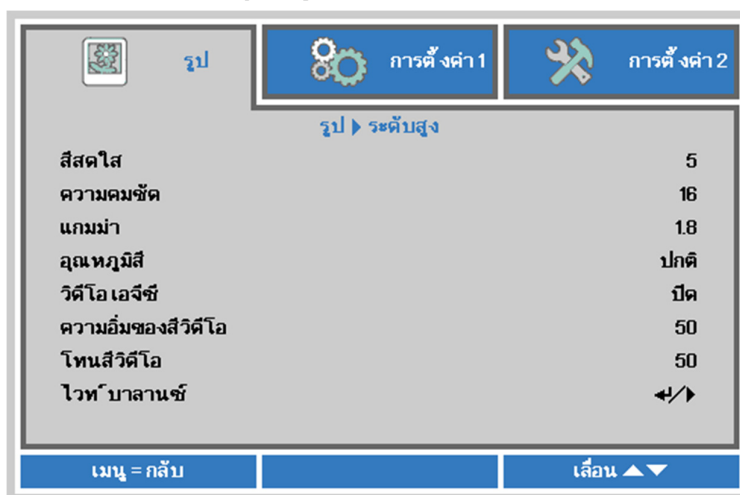 รูป
การตั้งค่า 1
การตั้งค่า 2
รูป ▶ ระดับสูง
สีสดใส 5
ความคมชัด 16
แกมม่า 1.8
อุณหภูมิสี ปกติ
วิดีโอ เอจีซี ปิด
ความอิ่มของสีวิดีโอ 50
โทนสีวิดีโอ 50
ไวท์บาลานซ์ ↵/▶
เมนู = กลับ
เลื่อน ▲▼